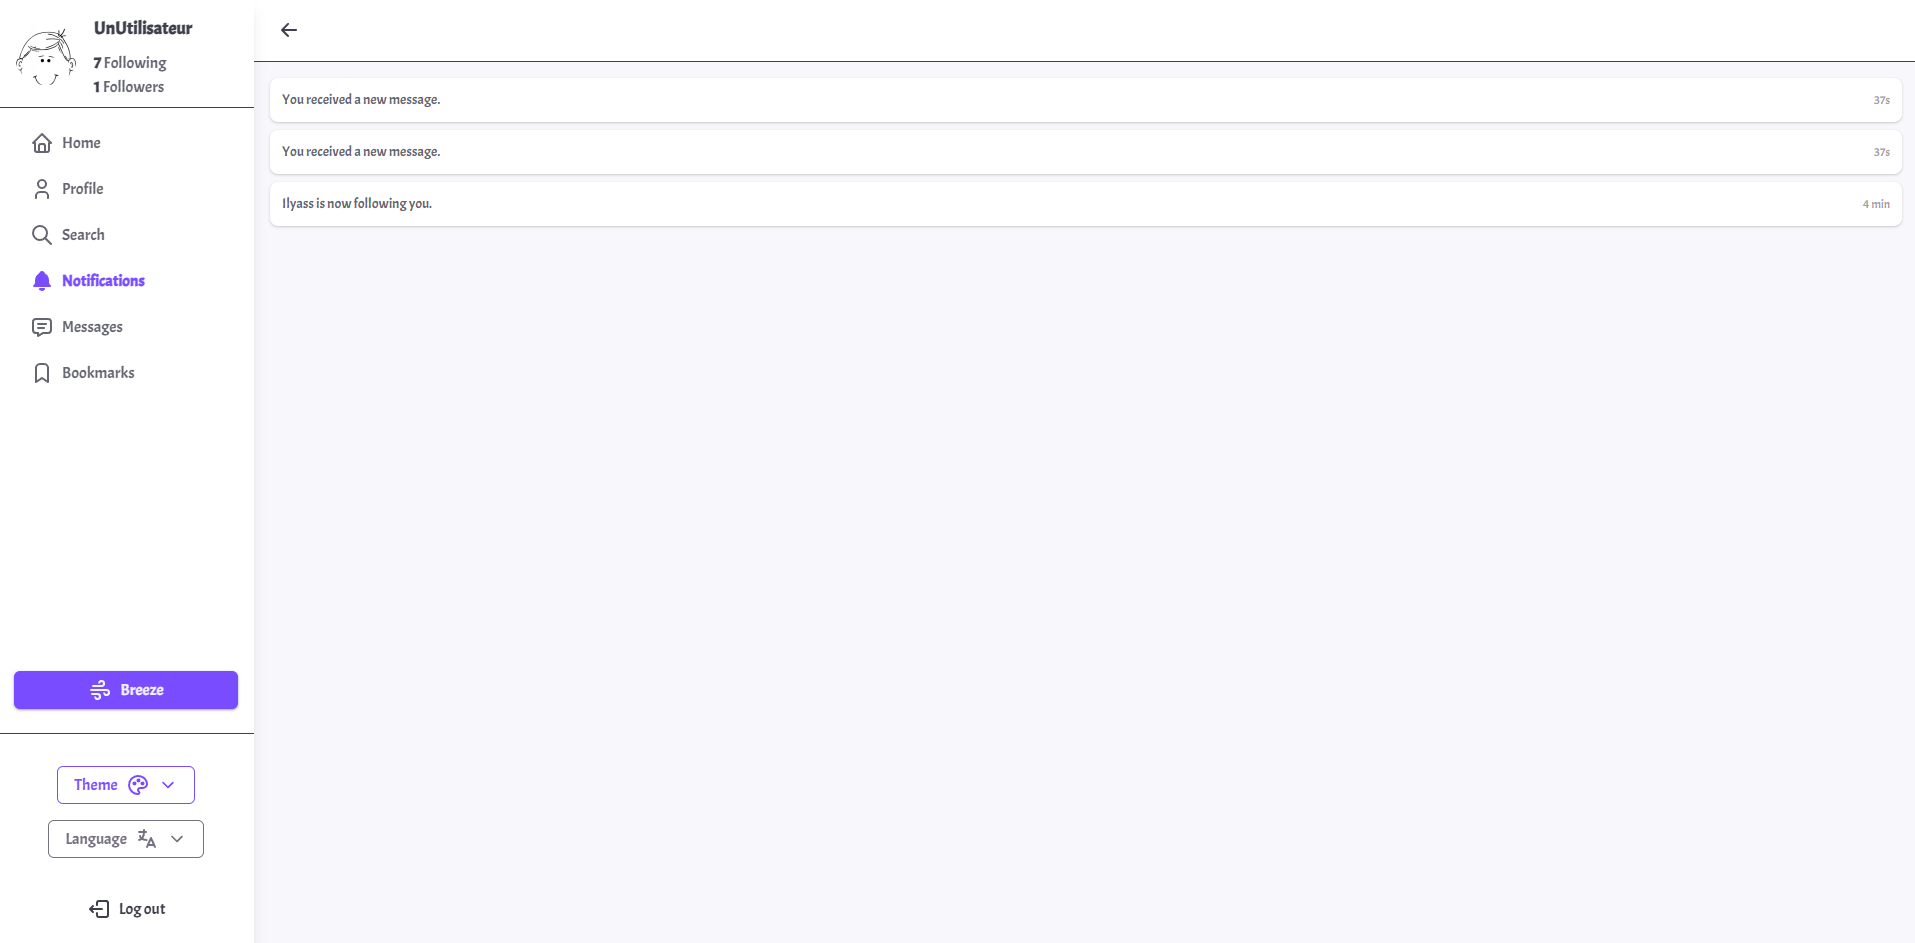 UnUtilisateur
7 Following
1 Followers
Home
Profile
Search
Notifications
Messages
Bookmarks
Breeze
Theme
Language
Log out
You received a new message. 37s
You received a new message. 37s
Ilyass is now following you. 4 min